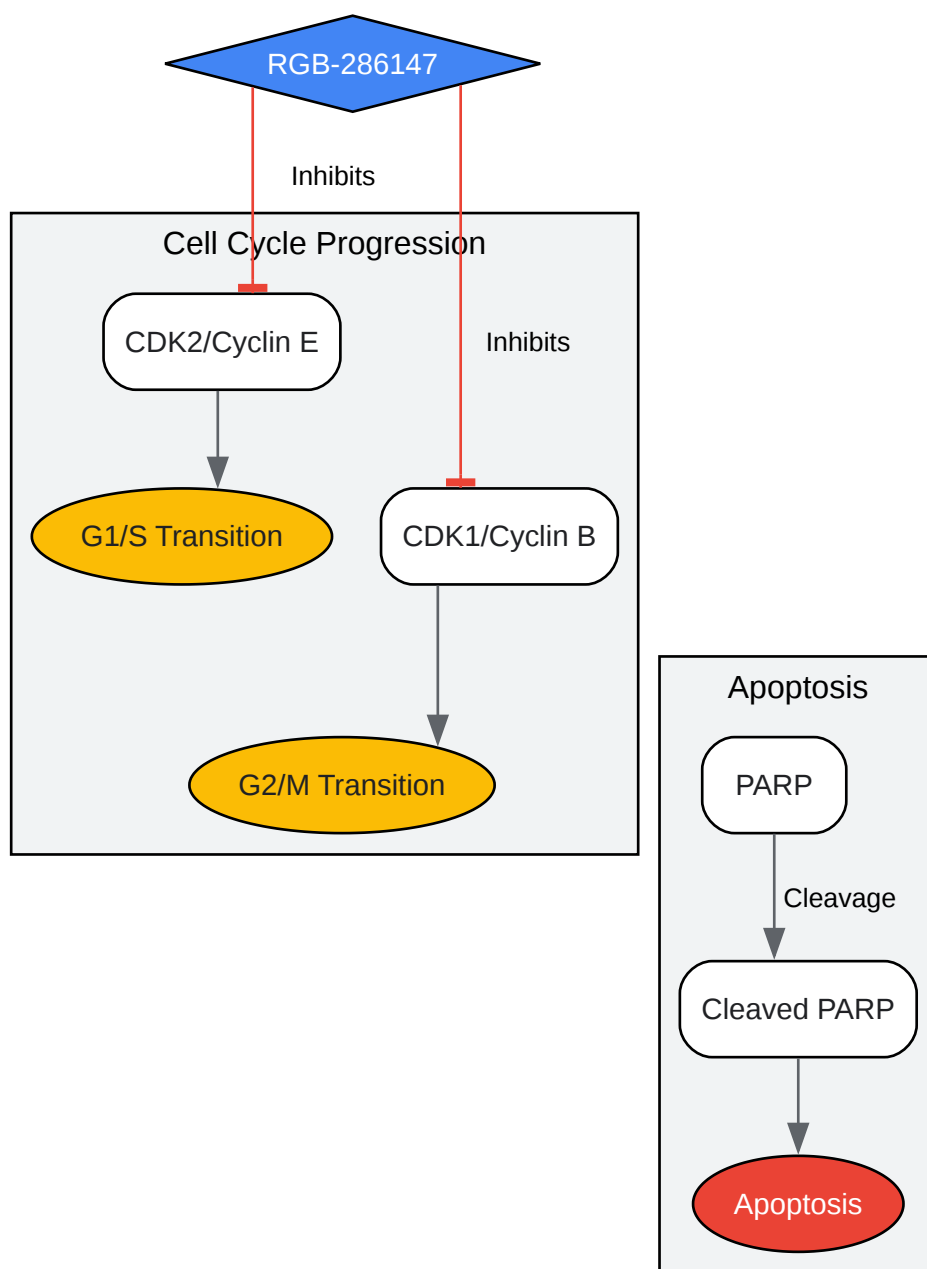 RGB-286147
Inhibits
Cell Cycle Progression
CDK2/Cyclin E
Inhibits
G1/S Transition
CDK1/Cyclin B
G2/M Transition
Apoptosis
PARP
Cleavage
Cleaved PARP
Apoptosis